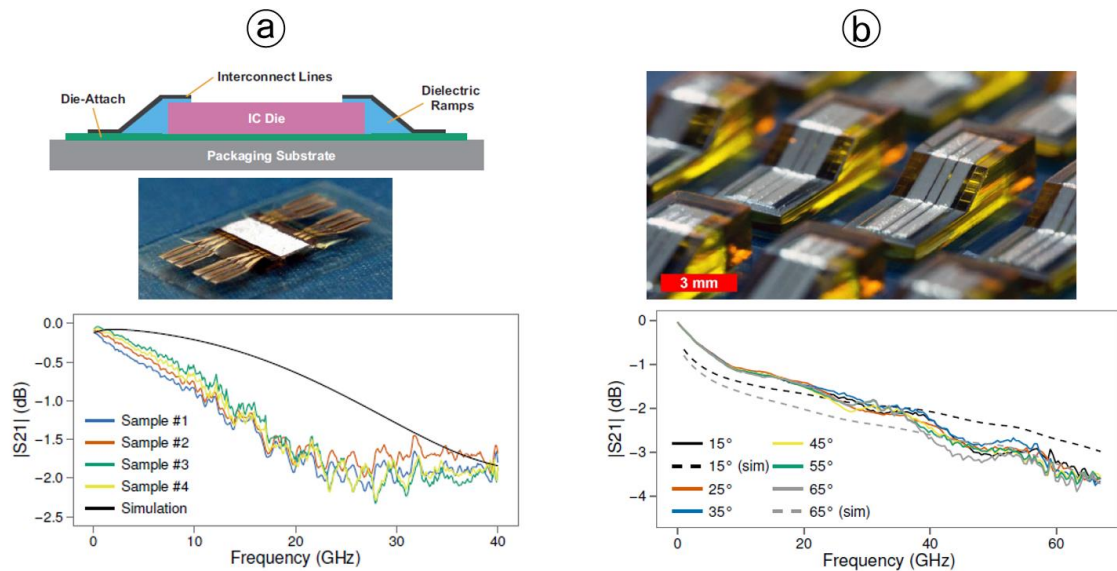 a
b
Interconnect Lines
Die-Attach
Dielectric
Ramps
IC Die
Packaging Substrate
3 mm
0.0
−0.5
−1.0
−1.5
−2.0
−2.5
|S21| (dB)
Sample #1
Sample #2
Sample #3
Sample #4
Simulation
0 10 20 30 40
Frequency (GHz)
0
−1
−2
−3
−4
|S21| (dB)
15° 45°
15° (sim) 55°
25° 65°
35° 65° (sim)
0 20 40 60
Frequency (GHz)